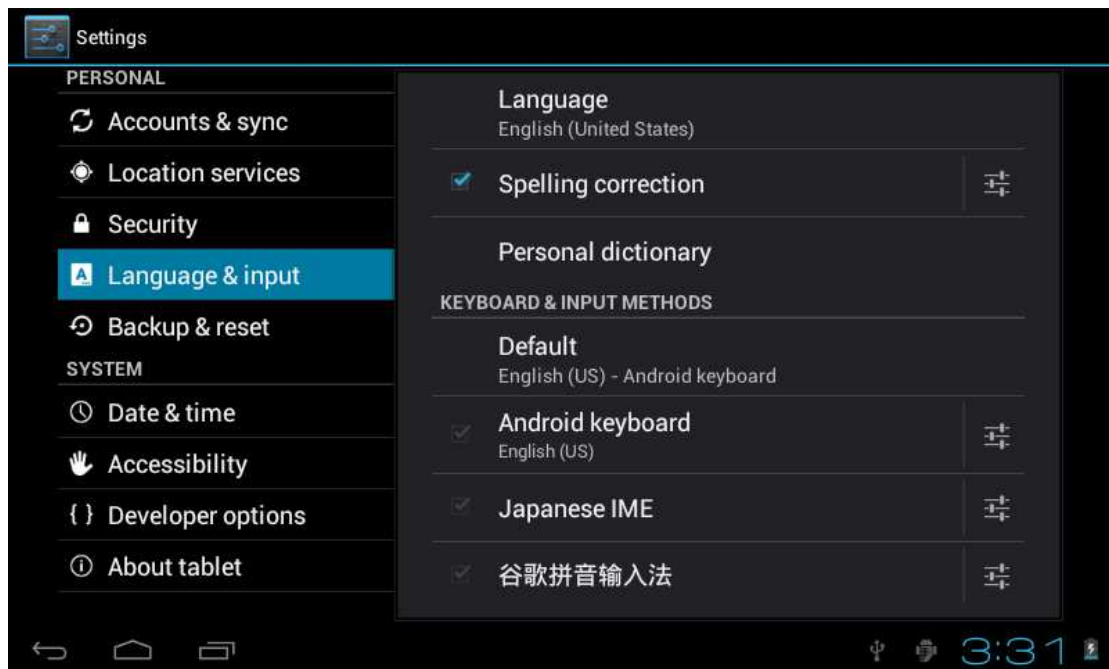 Settings
PERSONAL
Accounts & sync
Location services
Security
Language & input
Backup & reset
SYSTEM
Date & time
Accessibility
{ } Developer options
About tablet
Language
English (United States)
Spelling correction
Personal dictionary
KEYBOARD & INPUT METHODS
Default
English (US) - Android keyboard
Android keyboard
English (US)
Japanese IME
谷歌拼音输入法
3:31